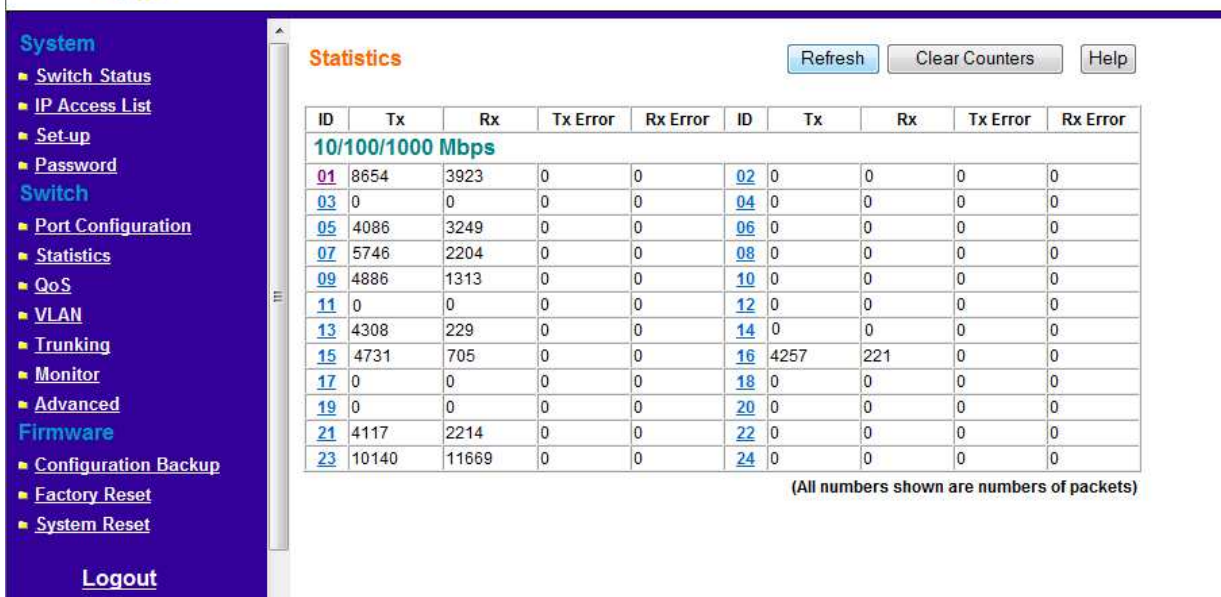 System
Switch Status
IP Access List
Set-up
Password
Switch
Port Configuration
Statistics
QoS
VLAN
Trunking
Monitor
Advanced
Firmware
Configuration Backup
Factory Reset
System Reset
Logout
Statistics Refresh Clear Counters Help
ID Tx Rx Tx Error Rx Error ID Tx Rx Tx Error Rx Error
10/100/1000 Mbps
01 8654 3923 0 0 02 0 0 0 0
03 0 0 0 0 04 0 0 0 0
05 4086 3249 0 0 06 0 0 0 0
07 5746 2204 0 0 08 0 0 0 0
09 4886 1313 0 0 10 0 0 0 0
11 0 0 0 0 12 0 0 0 0
13 4308 229 0 0 14 0 0 0 0
15 4731 705 0 0 16 4257 221 0 0
17 0 0 0 0 18 0 0 0 0
19 0 0 0 0 20 0 0 0 0
21 4117 2214 0 0 22 0 0 0 0
23 10140 11669 0 0 24 0 0 0 0
(All numbers shown are numbers of packets)